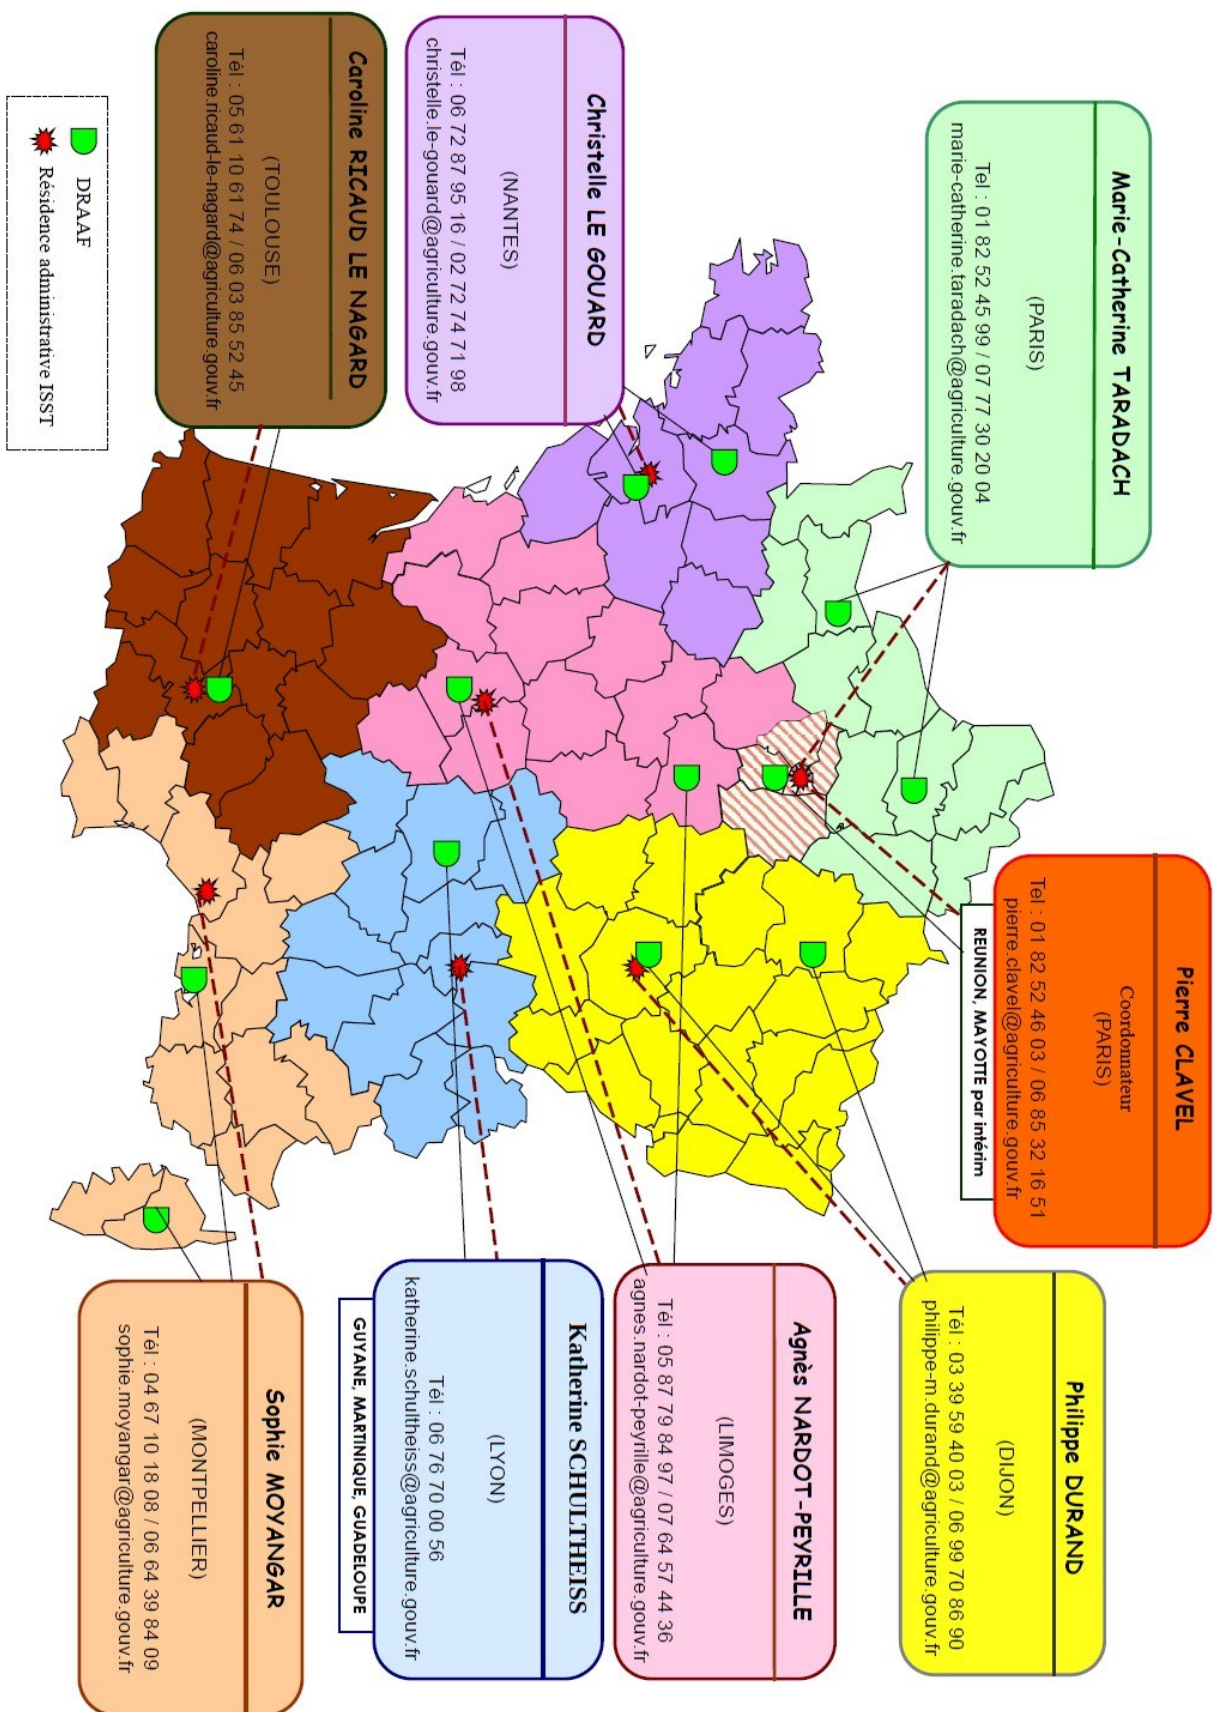 Marie-Catherine TARADACH
(PARIS)
Tel : 01 82 52 45 99 / 07 77 30 20 04
marie-catherine.taradach@agriculture.gouv.fr
Pierre CLAVEL
Coordonnateur
(PARIS)
Tel : 01 82 52 46 03 / 06 85 32 16 51
pierre.clavel@agriculture.gouv.fr
REUNION, MAYOTTE par intérim
Philippe DURAND
(DIJON)
Tél : 03 39 59 40 03 / 06 99 70 86 90
philippe-m.durand@agriculture.gouv.fr
Christelle LE GOUARD
(NANTES)
Tél : 06 72 87 95 16 / 02 72 74 71 98
christelle.le-gouard@agriculture.gouv.fr
Agnès NARDOT-PEYRILLE
(LIMOGES)
Tél : 05 87 79 84 97 / 07 64 57 44 36
agnes.nardot-peyrille@agriculture.gouv.fr
Katherine SCHULTHEISS
(LYON)
Tél : 06 76 70 00 56
katherine.schultheiss@agriculture.gouv.fr
GUYANE, MARTINIQUE, GUADELOUPE
Caroline RICAUD LE NAGARD
(TOULOUSE)
Tél : 05 61 10 61 74 / 06 03 85 52 45
caroline.ricaud-le-nagard@agriculture.gouv.fr
Sophie MOYANGAR
(MONTPELLIER)
Tél : 04 67 10 18 08 / 06 64 39 84 09
sophie.moyangar@agriculture.gouv.fr
DRAAF
Résidence administrative ISST